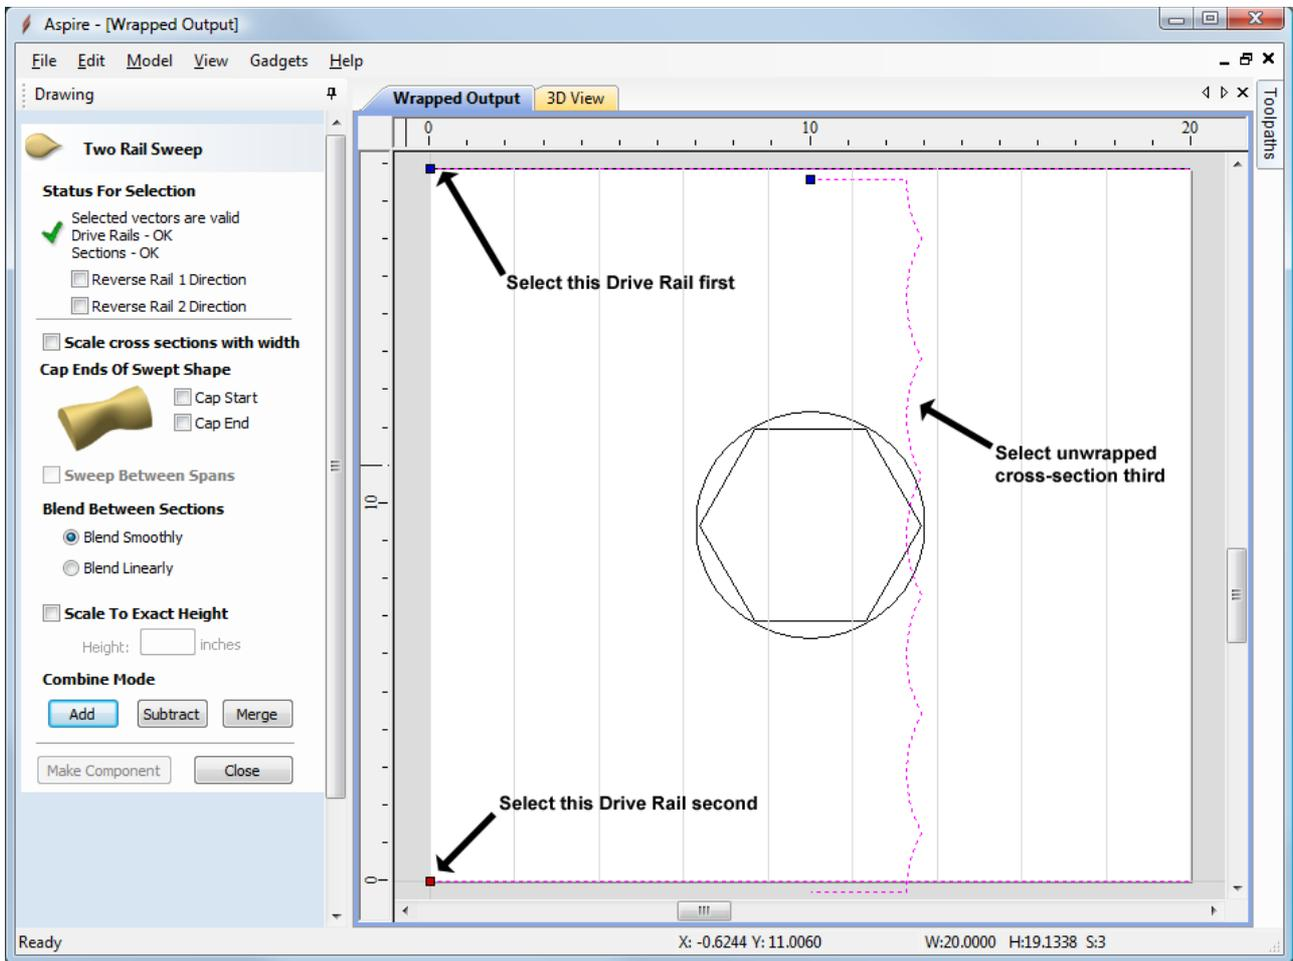 Aspire - [Wrapped Output]
File Edit Model View Gadgets Help
Drawing
Two Rail Sweep
Status For Selection
Selected vectors are valid
Drive Rails - OK
Sections - OK
Reverse Rail 1 Direction
Reverse Rail 2 Direction
Scale cross sections with width
Cap Ends Of Swept Shape
Cap Start
Cap End
Sweep Between Spans
Blend Between Sections
Blend Smoothly
Blend Linearly
Scale To Exact Height
Height: inches
Combine Mode
Add Subtract Merge
Make Component Close
Wrapped Output 3D View
Toolpaths
0 10 20
Select this Drive Rail first
Select unwrapped
cross-section third
10
Select this Drive Rail second
0
Ready X: -0.6244 Y: 11.0060 W:20.0000 H:19.1338 S:3